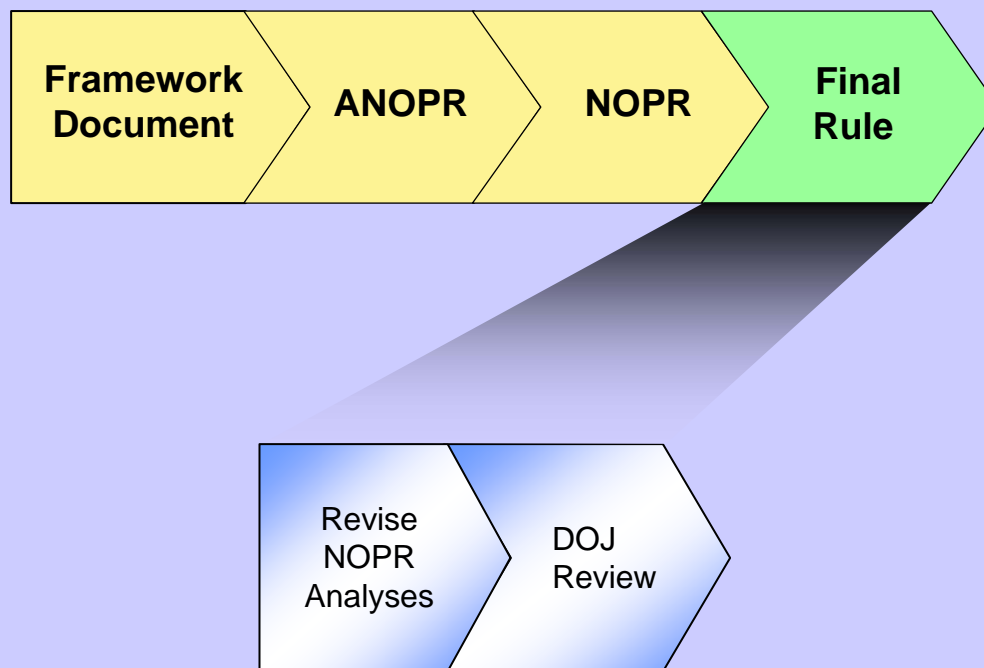 Framework
Document
ANOPR
NOPR
Final
Rule
Revise
NOPR
Analyses
DOJ
Review